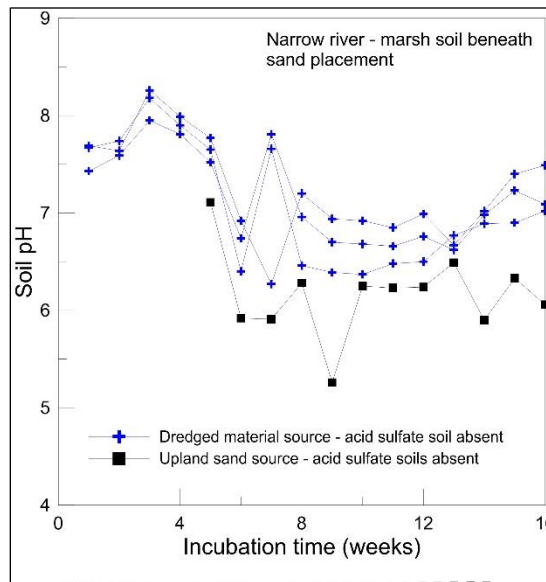 Narrow river - marsh soil beneath
sand placement
9
8
7
6
5
4
Soil pH
Dredged material source - acid sulfate soil absent
Upland sand source - acid sulfate soils absent
0
4
8
12
16
Incubation time (weeks)